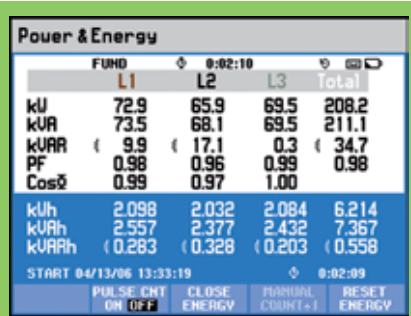 Power & Energy
FUND 0:02:10
L1 L2 L3 Total
kW 72.9 65.9 69.5 208.2
kVA 73.5 68.1 69.5 211.1
kVAR ( 9.9 ( 17.1 0.3 ( 34.7
PF 0.98 0.96 0.99 0.98
Cosφ 0.99 0.97 1.00
kWh 2.098 2.032 2.084 6.214
kVAh 2.557 2.377 2.432 7.367
kVARh ( 0.283 ( 0.328 ( 0.203 ( 0.558
START 04/13/06 13:33:19 0:02:09
PULSE CNT CLOSE MANUAL RESET
ON OFF ENERGY COUNT+1 ENERGY